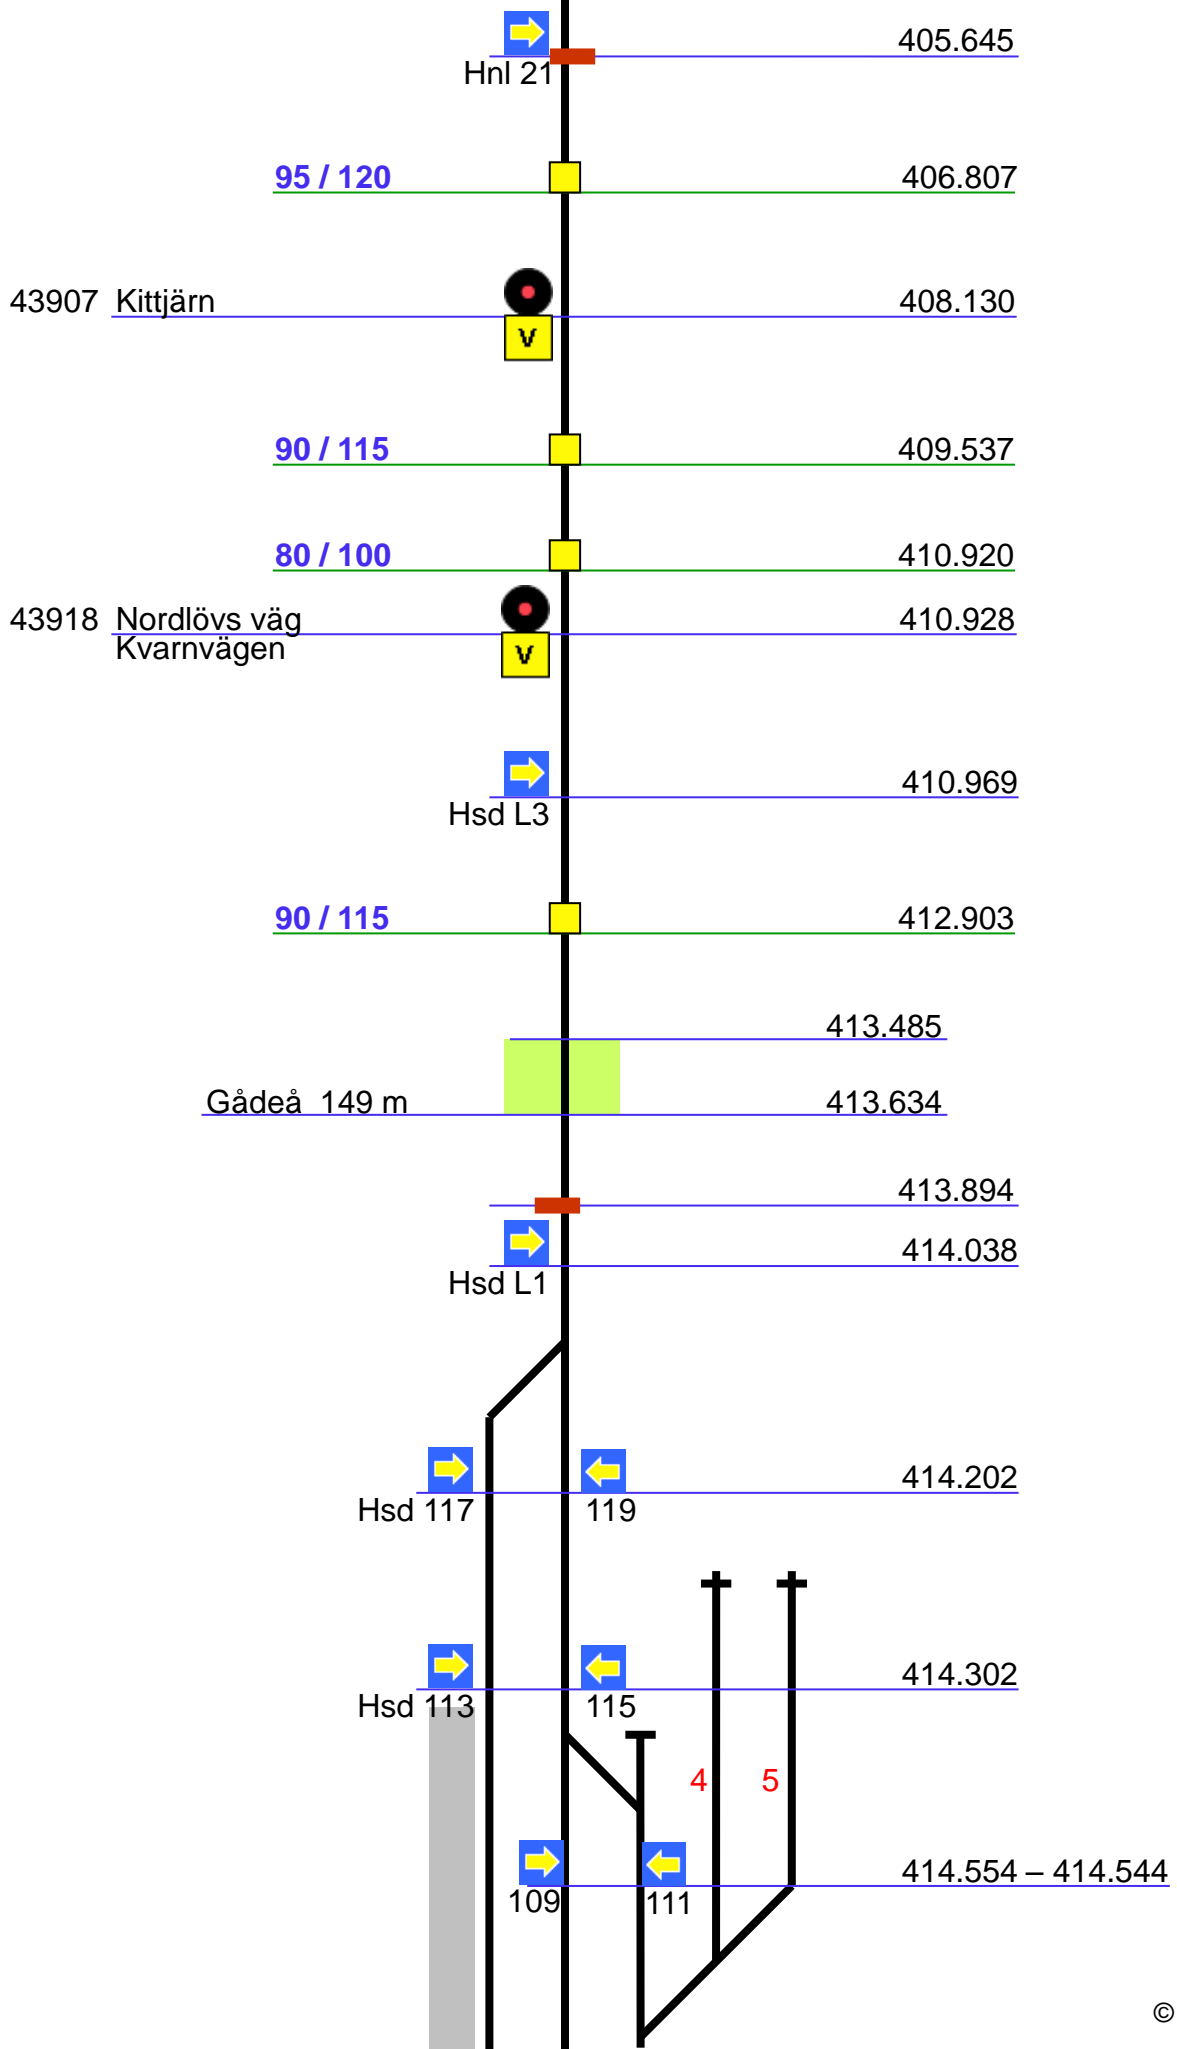 405.645
Hnl 21
95 / 120
406.807
43907 Kittjärn
408.130
V
90 / 115
409.537
80 / 100
410.920
43918 Nordlövs väg
410.928
Kvarnvägen
V
410.969
Hsd L3
90 / 115
412.903
413.485
Gådeå 149 m
413.634
413.894
414.038
Hsd L1
414.202
Hsd 117
119
414.302
Hsd 113
115
4
5
414.554 – 414.544
109
111
©